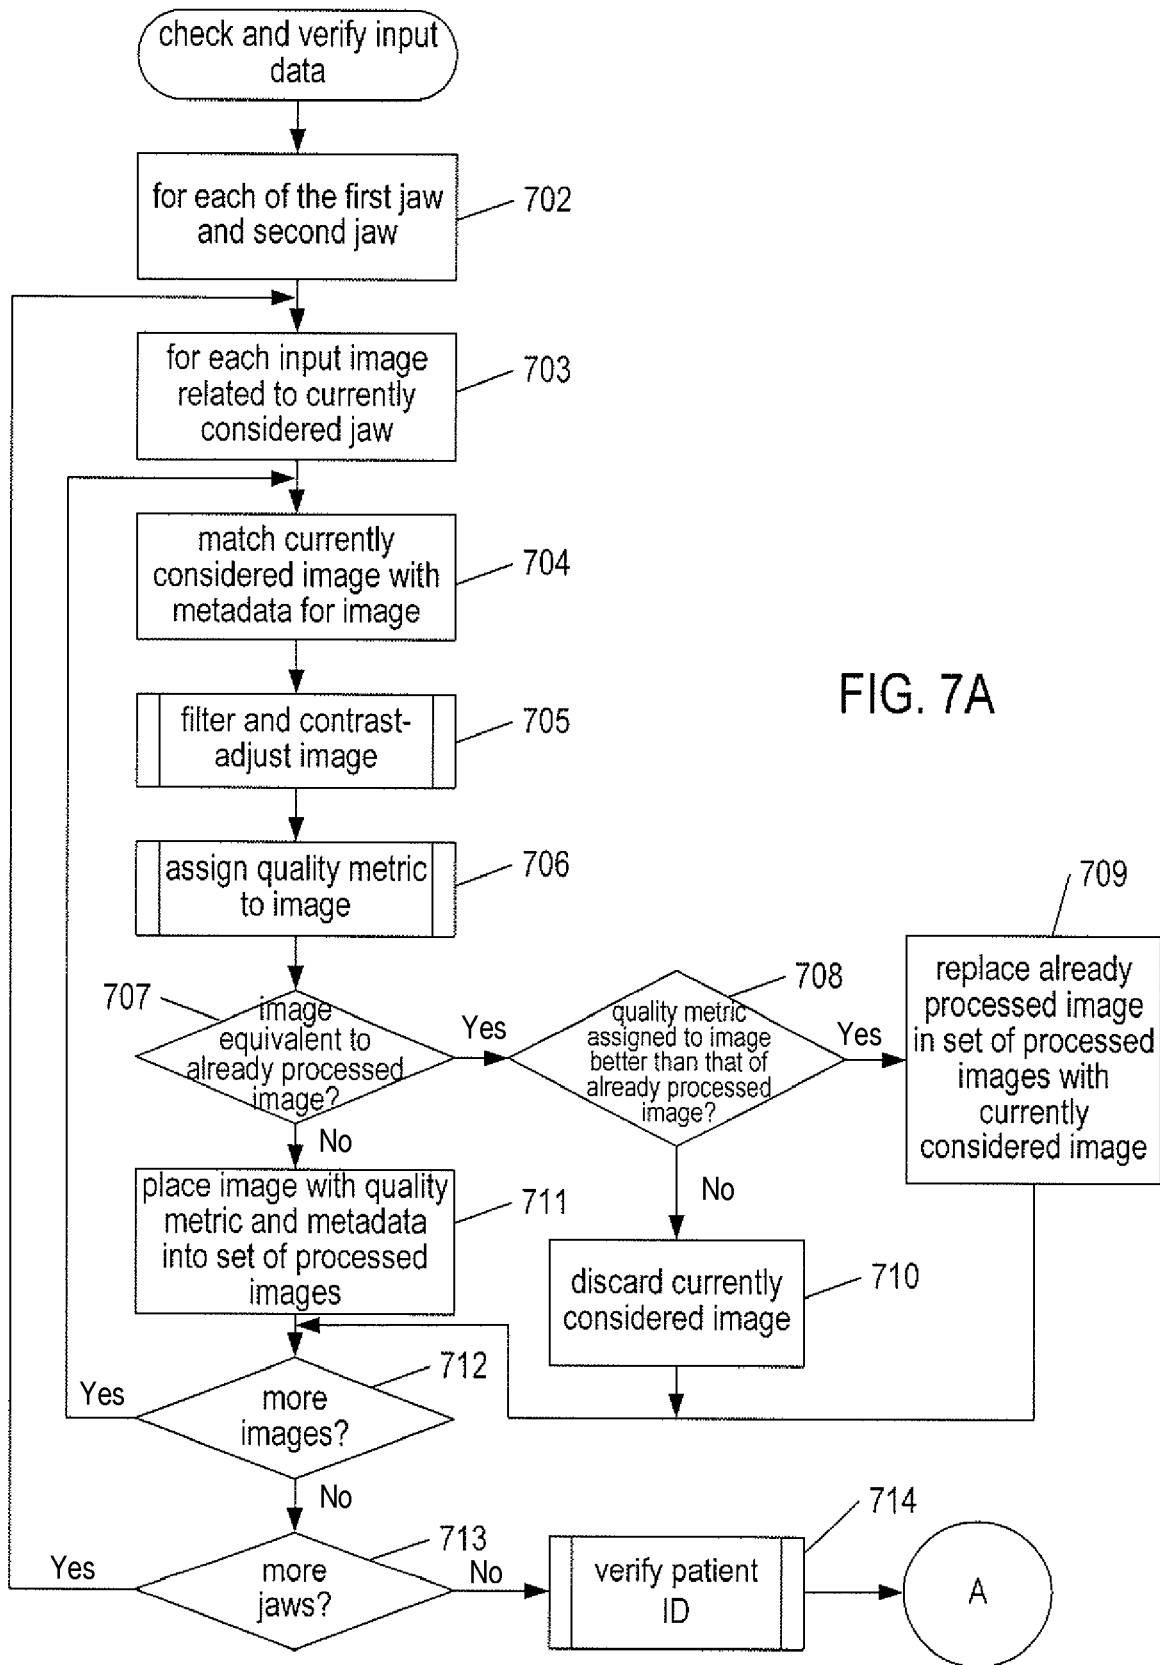 check and verify input
data
for each of the first jaw
and second jaw
702
for each input image
related to currently
considered jaw
703
match currently
considered image with
metadata for image
704
FIG. 7A
filter and contrast-
adjust image
705
assign quality metric
to image
706
707
image
equivalent to
already processed
image?
Yes
708
quality metric
assigned to image
better than that of
already processed
image?
Yes
709
replace already
processed image
in set of processed
images with
currently
considered image
No
No
place image with quality
metric and metadata
into set of processed
images
711
discard currently
considered image
710
712
Yes
more
images?
No
713
Yes
more
jaws?
No
714
verify patient
ID
A